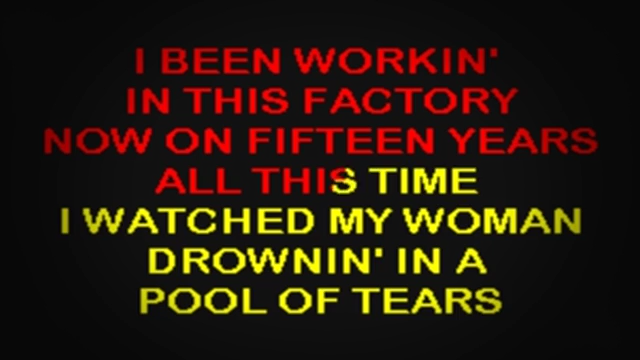 I BEEN WORKIN'
IN THIS FACTORY
NOW ON FIFTEEN YEARS
ALL THIS TIME
I WATCHED MY WOMAN
DROWNIN' IN A
POOL OF TEARS